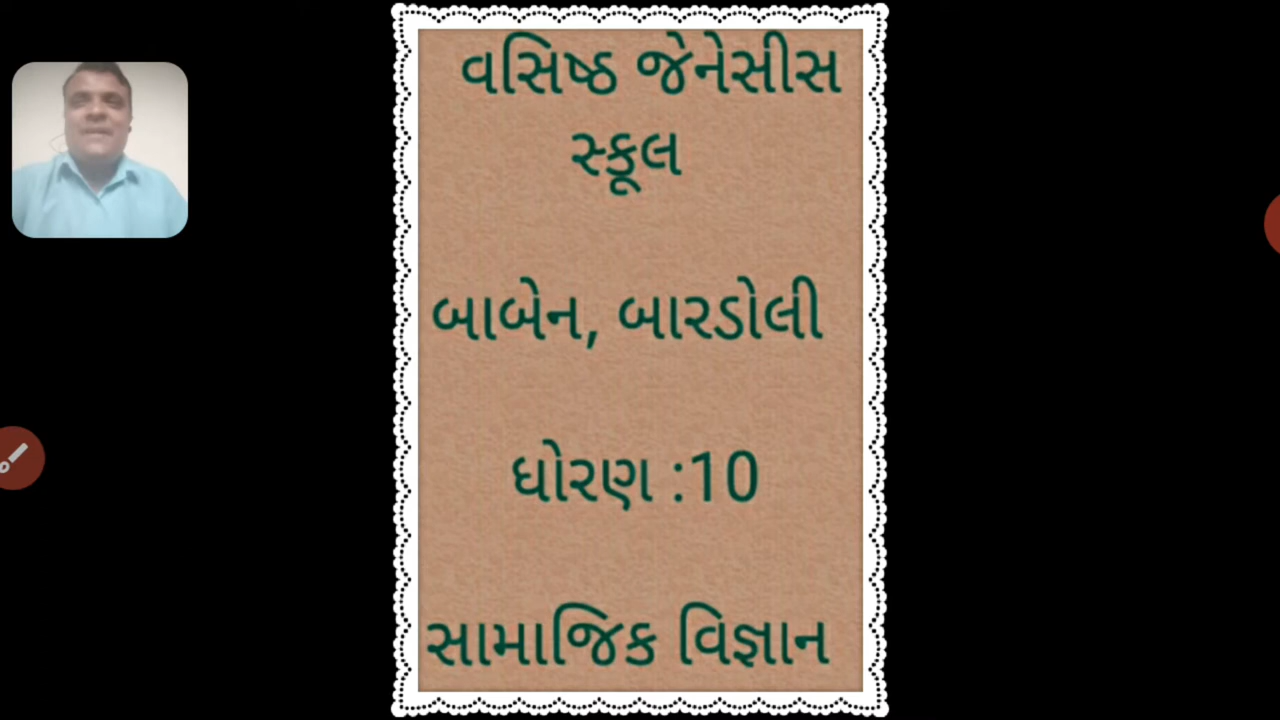 વસિષ્ઠ જેનેસીસ
સ્કૂલ
બાબેન, બારડોલી
ધોરણ :10
સામાજિક વિજ્ઞાન